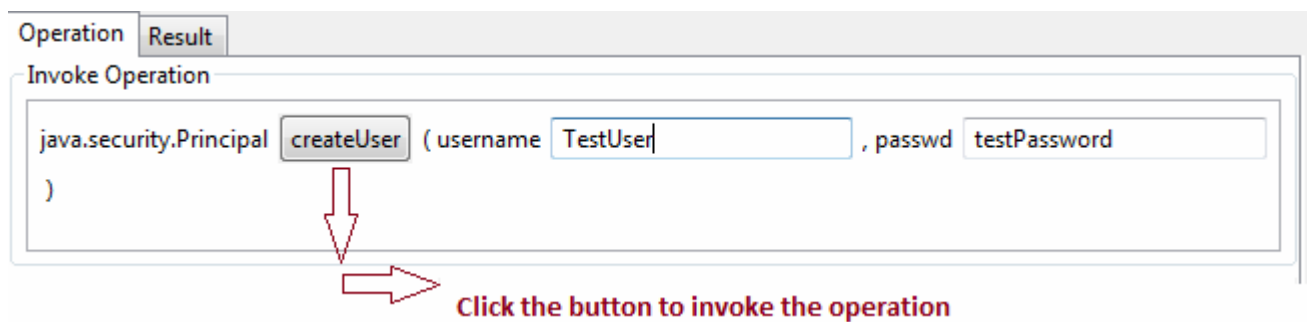 Operation Result
Invoke Operation
java.security.Principal createUser ( username TestUser , passwd testPassword
)
Click the button to invoke the operation